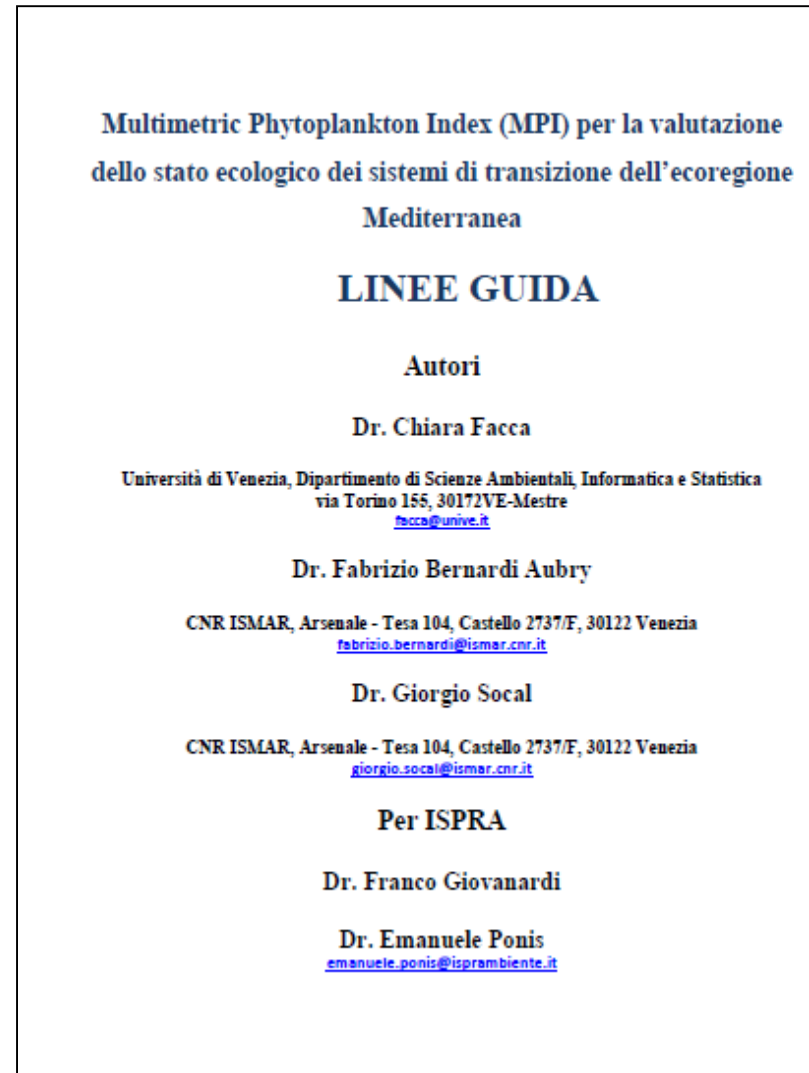 Multimetric Phytoplankton Index (MPI) per la valutazione
dello stato ecologico dei sistemi di transizione dell'ecoregione
Mediterranea
LINEE GUIDA
Autori
Dr. Chiara Facca
Università di Venezia, Dipartimento di Scienze Ambientali, Informatica e Statistica
via Torino 155, 30172VE-Mestre
facca@unive.it
Dr. Fabrizio Bernardi Aubry
CNR ISMAR, Arsenale - Tesa 104, Castello 2737/F, 30122 Venezia
fabrizio.bernardi@ismar.cnr.it
Dr. Giorgio Socal
CNR ISMAR, Arsenale - Tesa 104, Castello 2737/F, 30122 Venezia
giorgio.socal@ismar.cnr.it
Per ISPRA
Dr. Franco Giovanardi
Dr. Emanuele Ponis
emanuele.ponis@isprambiente.it